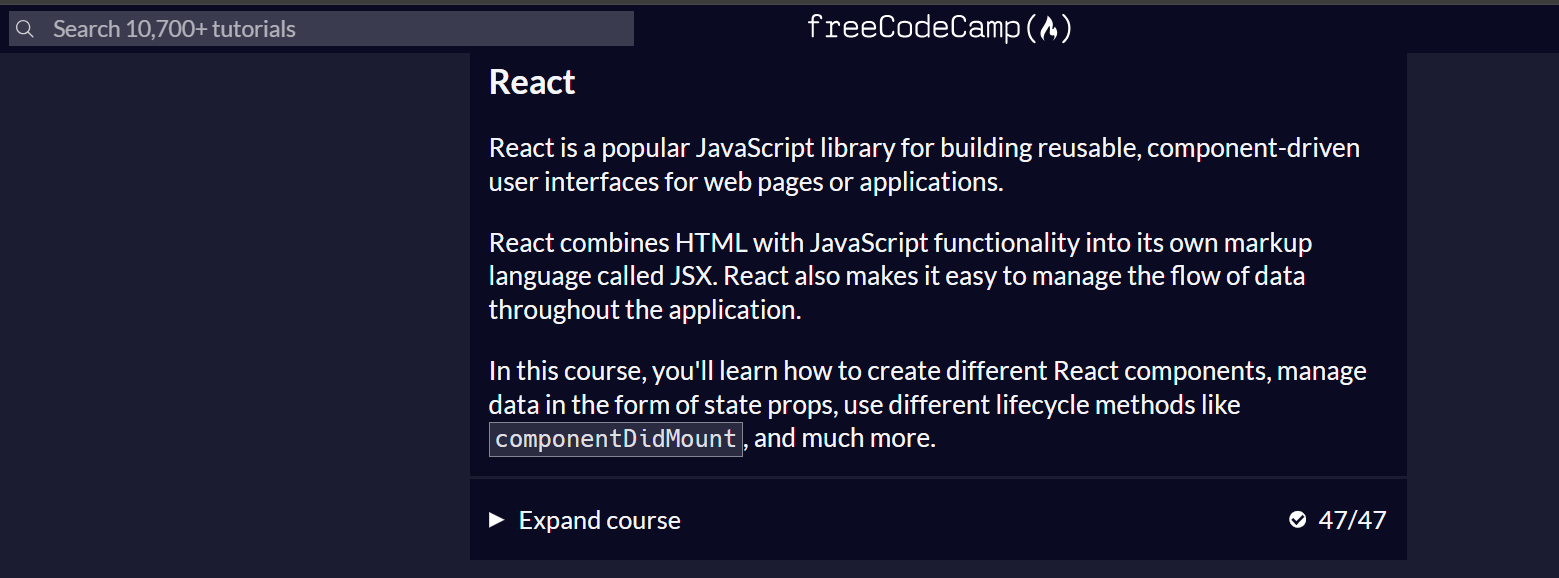 Search 10,700+ tutorials
freeCodeCamp(🔥)
React
React is a popular JavaScript library for building reusable, component-driven
user interfaces for web pages or applications.
React combines HTML with JavaScript functionality into its own markup
language called JSX. React also makes it easy to manage the flow of data
throughout the application.
In this course, you'll learn how to create different React components, manage
data in the form of state props, use different lifecycle methods like
componentDidMount, and much more.
Expand course
47/47